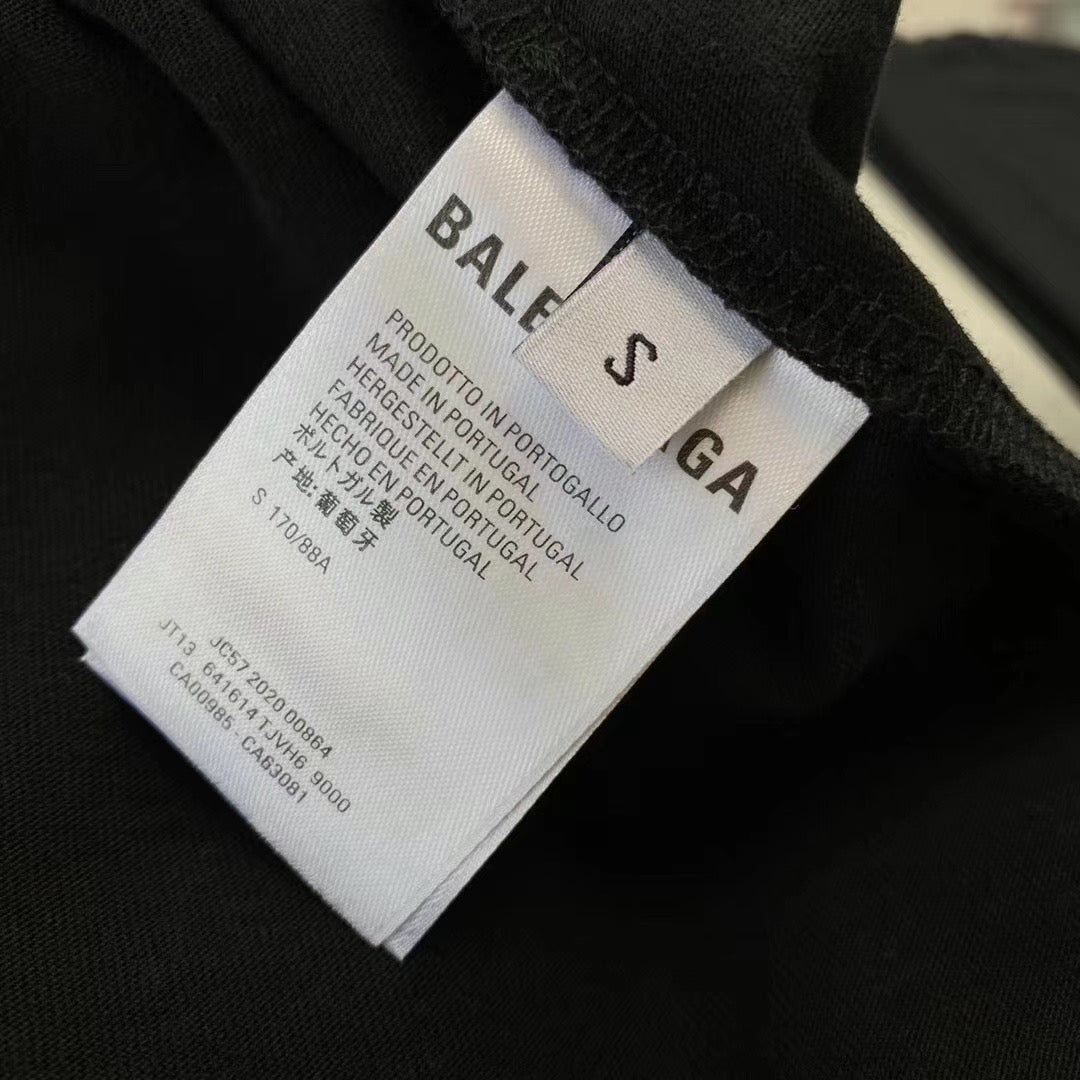 BALE
GA
S
PRODOTTO IN PORTOGALLO
MADE IN PORTUGAL
HERGESTELLT IN PORTUGAL
FABRIQUE EN PORTUGAL
HECHO EN PORTUGAL
ポルトガル製
产地:葡萄牙
S 170/88A
JC57 2020 00864
JT13 641614 TJVH6 9000
CA00985 - CA63081